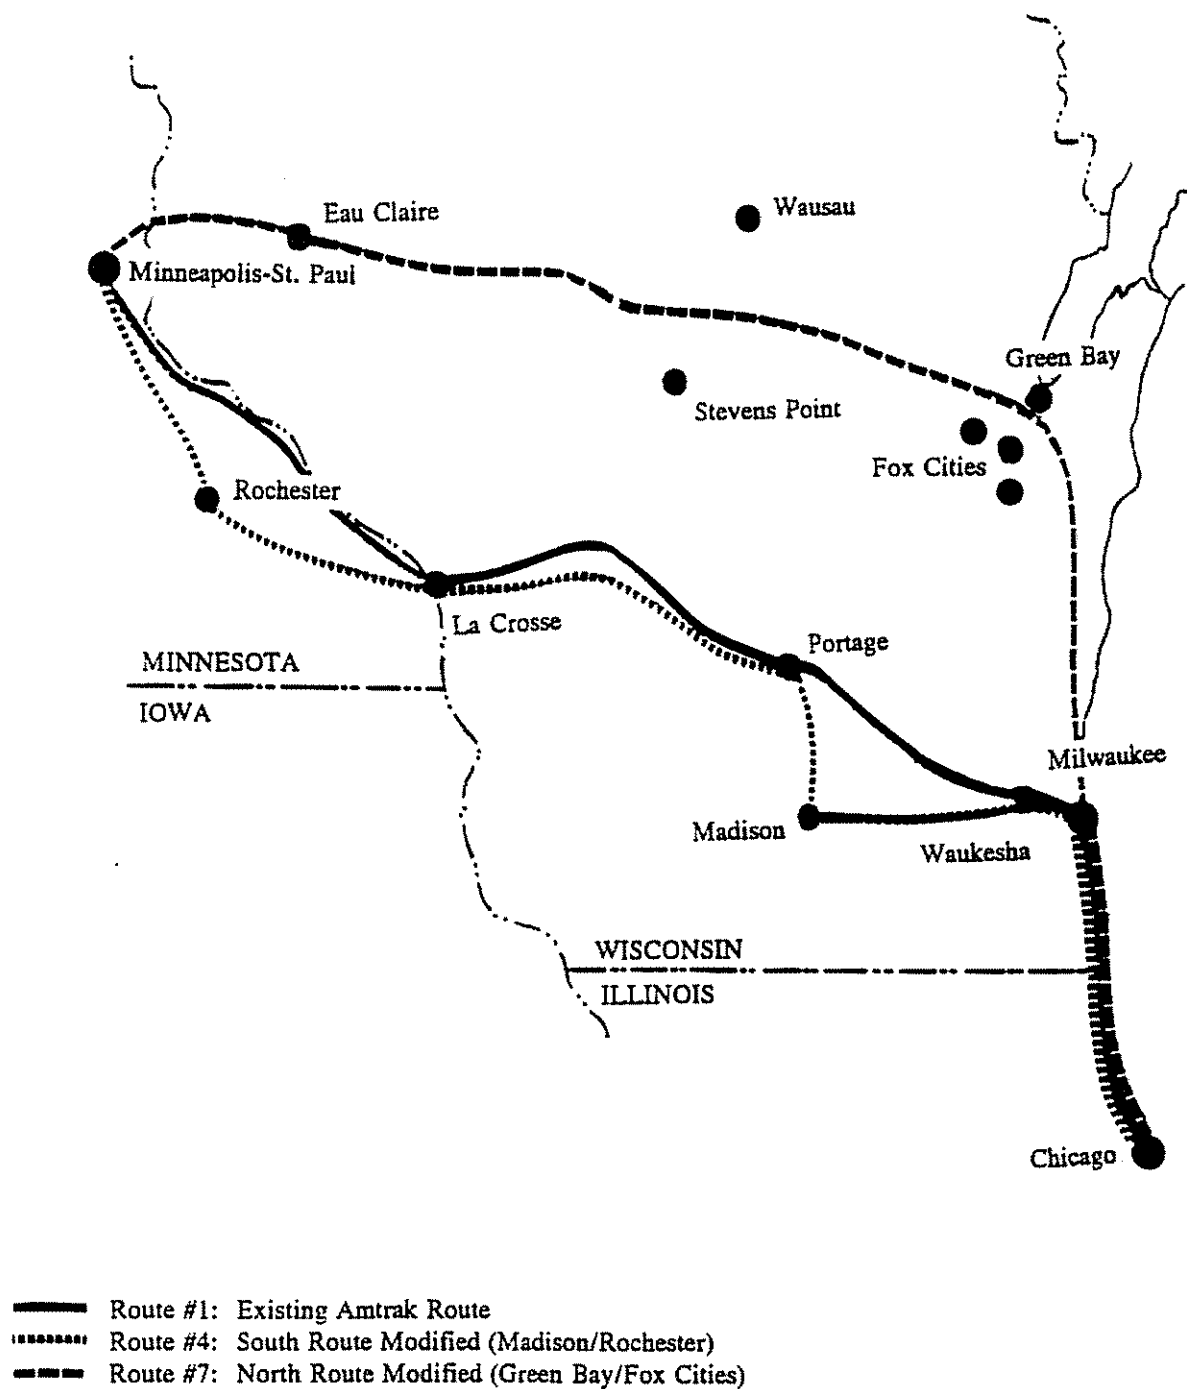 Eau Claire
Wausau
Minneapolis-St. Paul
Green Bay
Stevens Point
Fox Cities
Rochester
La Crosse
Portage
MINNESOTA
IOWA
Milwaukee
Madison
Waukesha
WISCONSIN
ILLINOIS
Chicago
Route #1: Existing Amtrak Route
Route #4: South Route Modified (Madison/Rochester)
Route #7: North Route Modified (Green Bay/Fox Cities)